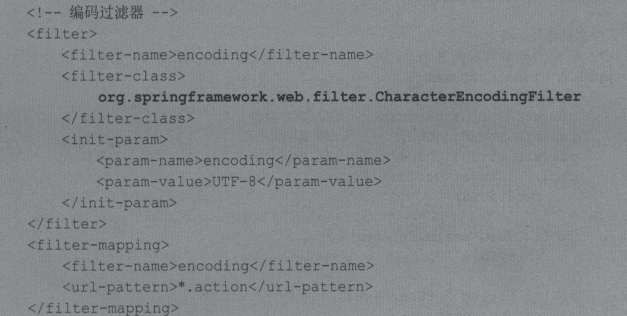 <!-- 编码过滤器 -->
<filter>
    <filter-name>encoding</filter-name>
    <filter-class>
        org.springframework.web.filter.CharacterEncodingFilter
    </filter-class>
    <init-param>
        <param-name>encoding</param-name>
        <param-value>UTF-8</param-value>
    </init-param>
</filter>
<filter-mapping>
    <filter-name>encoding</filter-name>
    <url-pattern>*.action</url-pattern>
</filter-mapping>